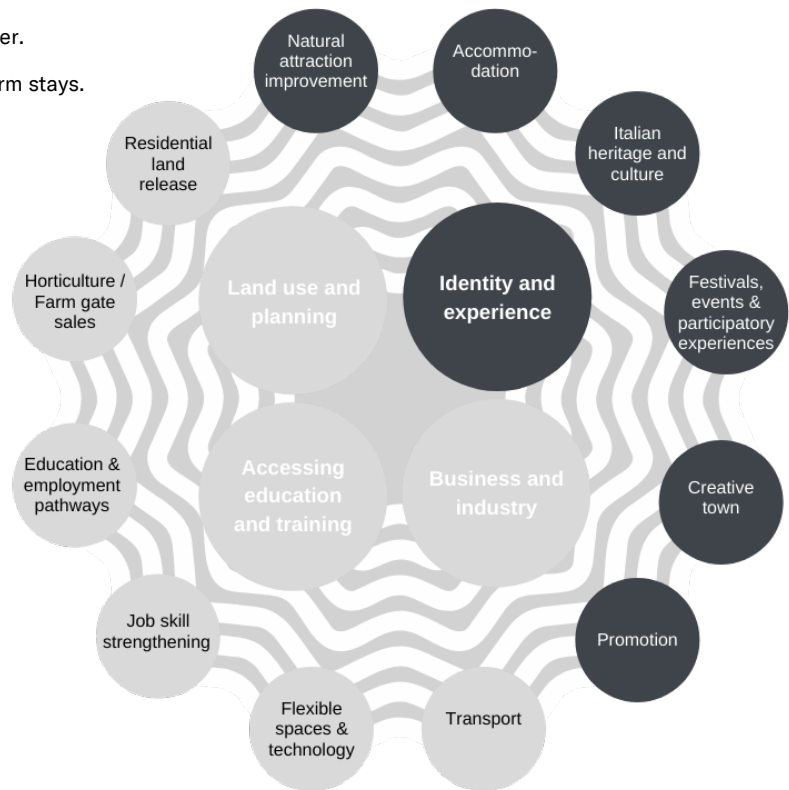 er.
rm stays.
Natural
attraction
improvement
Accommo-
dation
Italian
heritage and
culture
Festivals,
events &
participatory
experiences
Creative
town
Promotion
Transport
Flexible
spaces &
technology
Job skill
strengthening
Education &
employment
pathways
Horticulture /
Farm gate
sales
Residential
land
release
Land use and
planning
Identity and
experience
Accessing
education
and training
Business and
industry